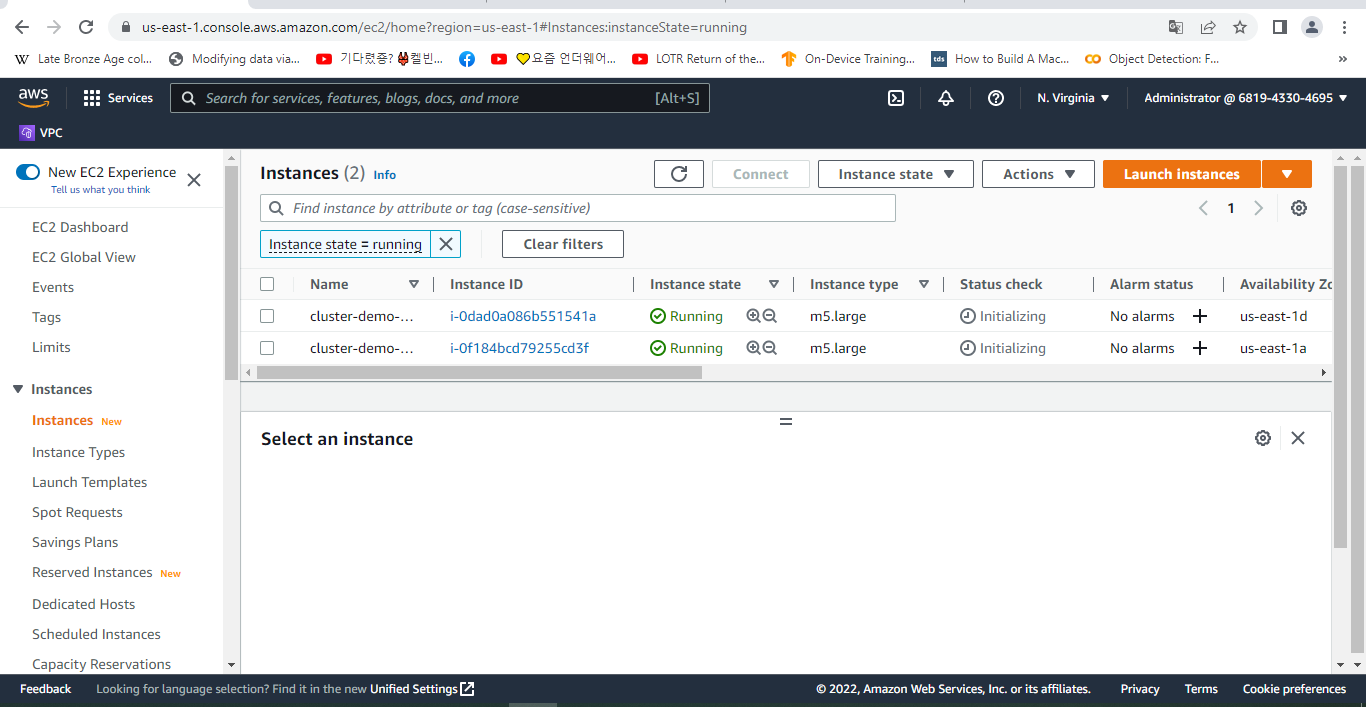 us-east-1.console.aws.amazon.com/ec2/home?region=us-east-1#Instances:instanceState=running
W Late Bronze Age col... Modifying data via... 기다렸죵? 켈빈... 💛요즘 언더웨어... LOTR Return of the... On-Device Training... tds How to Build A Mac... Object Detection: F... »
aws Services Search for services, features, blogs, docs, and more [Alt+S] N. Virginia ▼ Administrator @ 6819-4330-4695 ▼
VPC
New EC2 Experience
Tell us what you think
EC2 Dashboard
EC2 Global View
Events
Tags
Limits
Instances
Instances New
Instance Types
Launch Templates
Spot Requests
Savings Plans
Reserved Instances New
Dedicated Hosts
Scheduled Instances
Capacity Reservations
Instances (2) Info Connect Instance state ▼ Actions ▼ Launch instances ▼
Find instance by attribute or tag (case-sensitive) 1
Instance state = running Clear filters
Name Instance ID Instance state Instance type Status check Alarm status Availability Zo
cluster-demo-... i-0dad0a086b551541a Running m5.large Initializing No alarms + us-east-1d
cluster-demo-... i-0f184bcd79255cd3f Running m5.large Initializing No alarms + us-east-1a
Select an instance
Feedback Looking for language selection? Find it in the new Unified Settings © 2022, Amazon Web Services, Inc. or its affiliates. Privacy Terms Cookie preferences